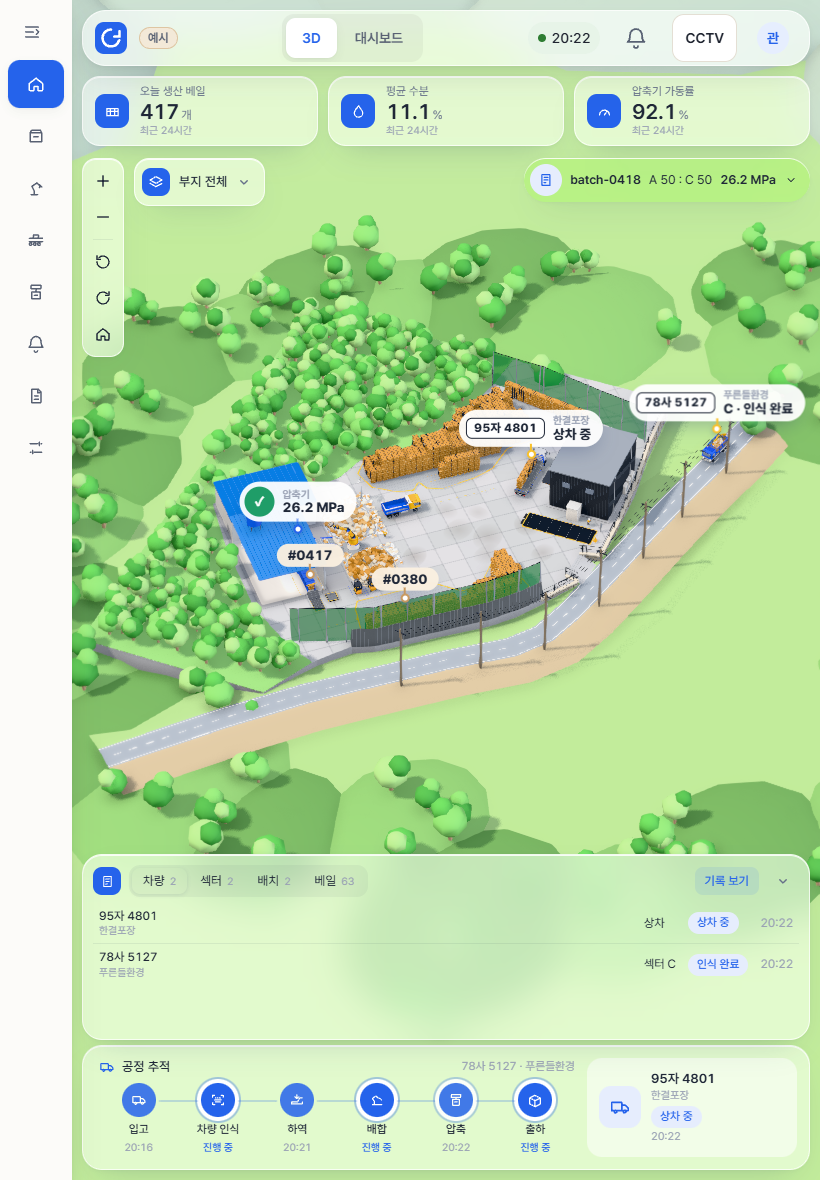 예시
3D
대시보드
20:22
CCTV
관
오늘 생산 베일
417개
최근 24시간
평균 수분
11.1%
최근 24시간
압축기 가동률
92.1%
최근 24시간
부지 전체
batch-0418 A 50 : C 50 26.2 MPa
78사 5127
푸른들환경
C · 인식 완료
95자 4801
한결포장
상차 중
압축기
26.2 MPa
#0417
#0380
차량 2
섹터 2
배치 2
베일 63
기록 보기
95자 4801
한결포장
상차
상차 중
20:22
78사 5127
푸른들환경
섹터 C
인식 완료
20:22
공정 추적
78사 5127 · 푸른들환경
입고
20:16
차량 인식
진행 중
하역
20:21
배합
진행 중
압축
20:22
출하
진행 중
95자 4801
한결포장
상차 중
20:22